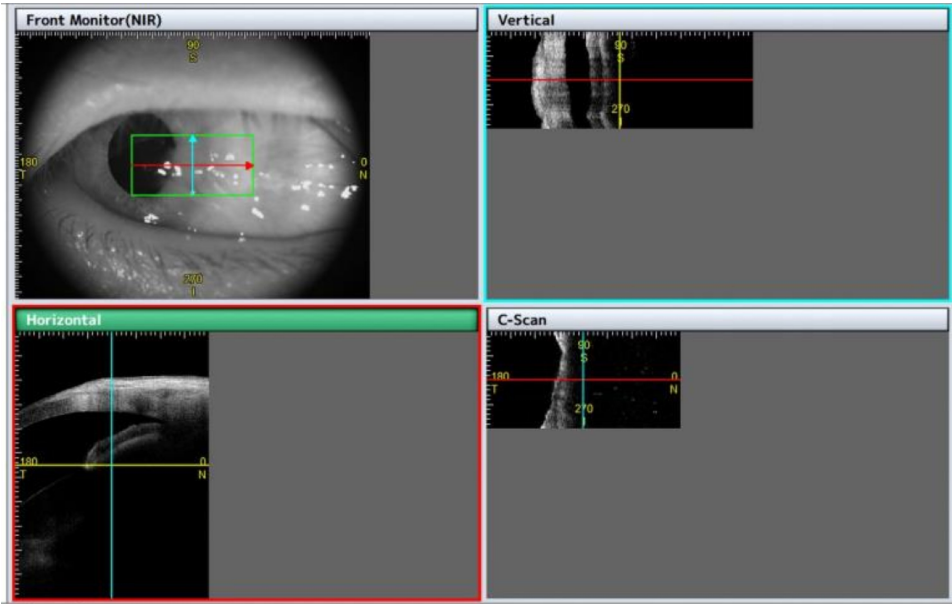 Front Monitor(NIR)
90
S
180
T
0
N
270
I
Vertical
90
S
270
I
Horizontal
180
T
0
N
C-Scan
90
S
180
T
0
N
270
I